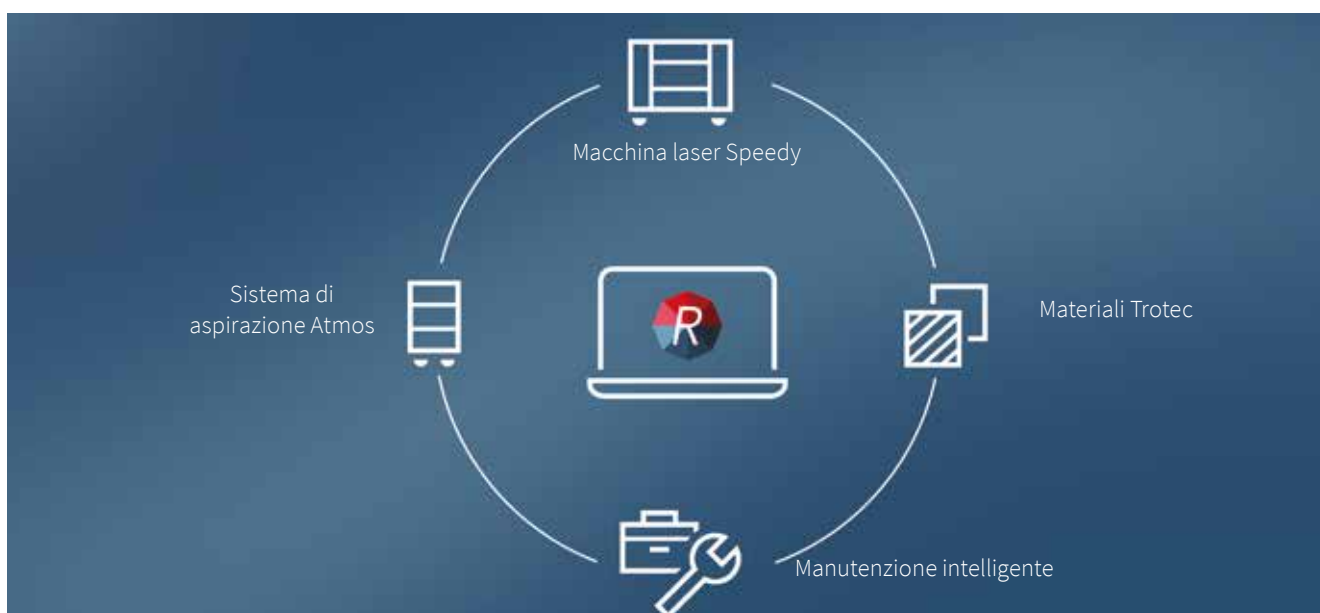 Macchina laser Speedy
Sistema di
aspirazione Atmos
R
Materiali Trotec
Manutenzione intelligente